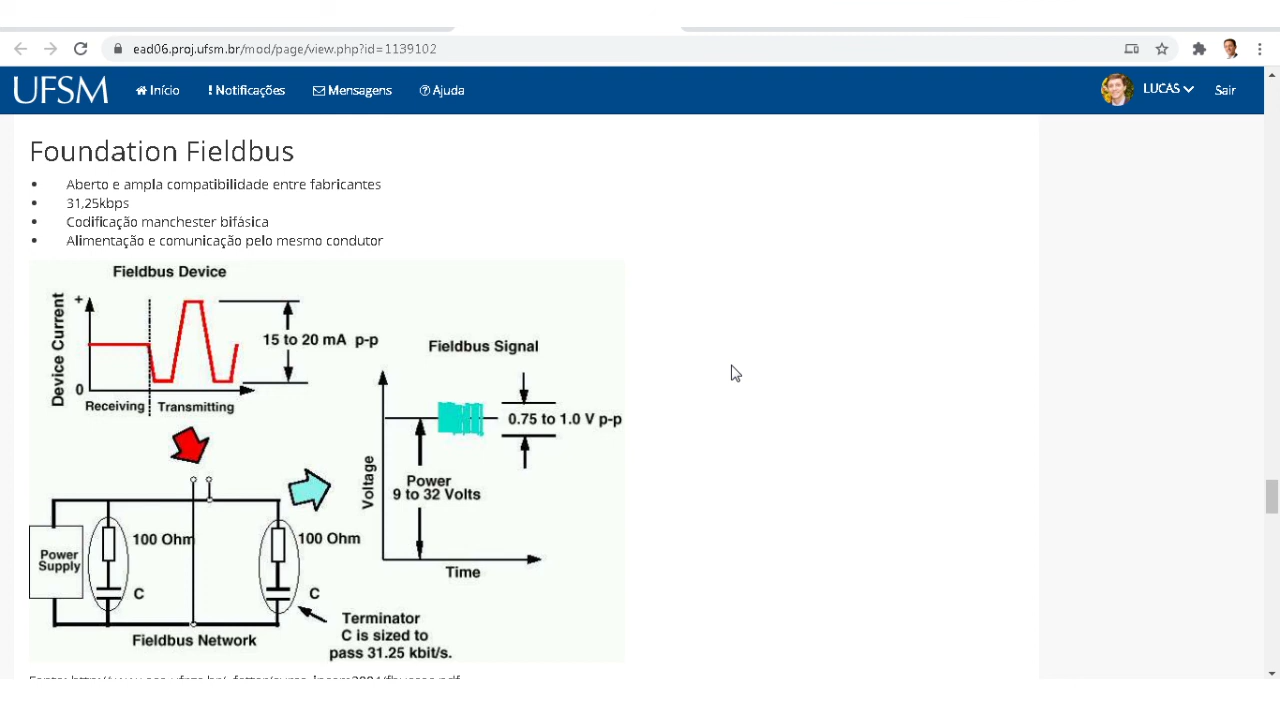 ead06.proj.ufsm.br/mod/page/view.php?id=1139102
UFSM Início Notificações Mensagens Ajuda LUCAS Sair
Foundation Fieldbus
• Aberto e ampla compatibilidade entre fabricantes
• 31,25kbps
• Codificação manchester bifásica
• Alimentação e comunicação pelo mesmo condutor
Fieldbus Device
Device Current
+
0
15 to 20 mA p-p
Receiving Transmitting
Fieldbus Signal
0.75 to 1.0 V p-p
Voltage
Power
9 to 32 Volts
Time
Power
Supply
100 Ohm
C
100 Ohm
C
Terminator
C is sized to
pass 31.25 kbit/s.
Fieldbus Network